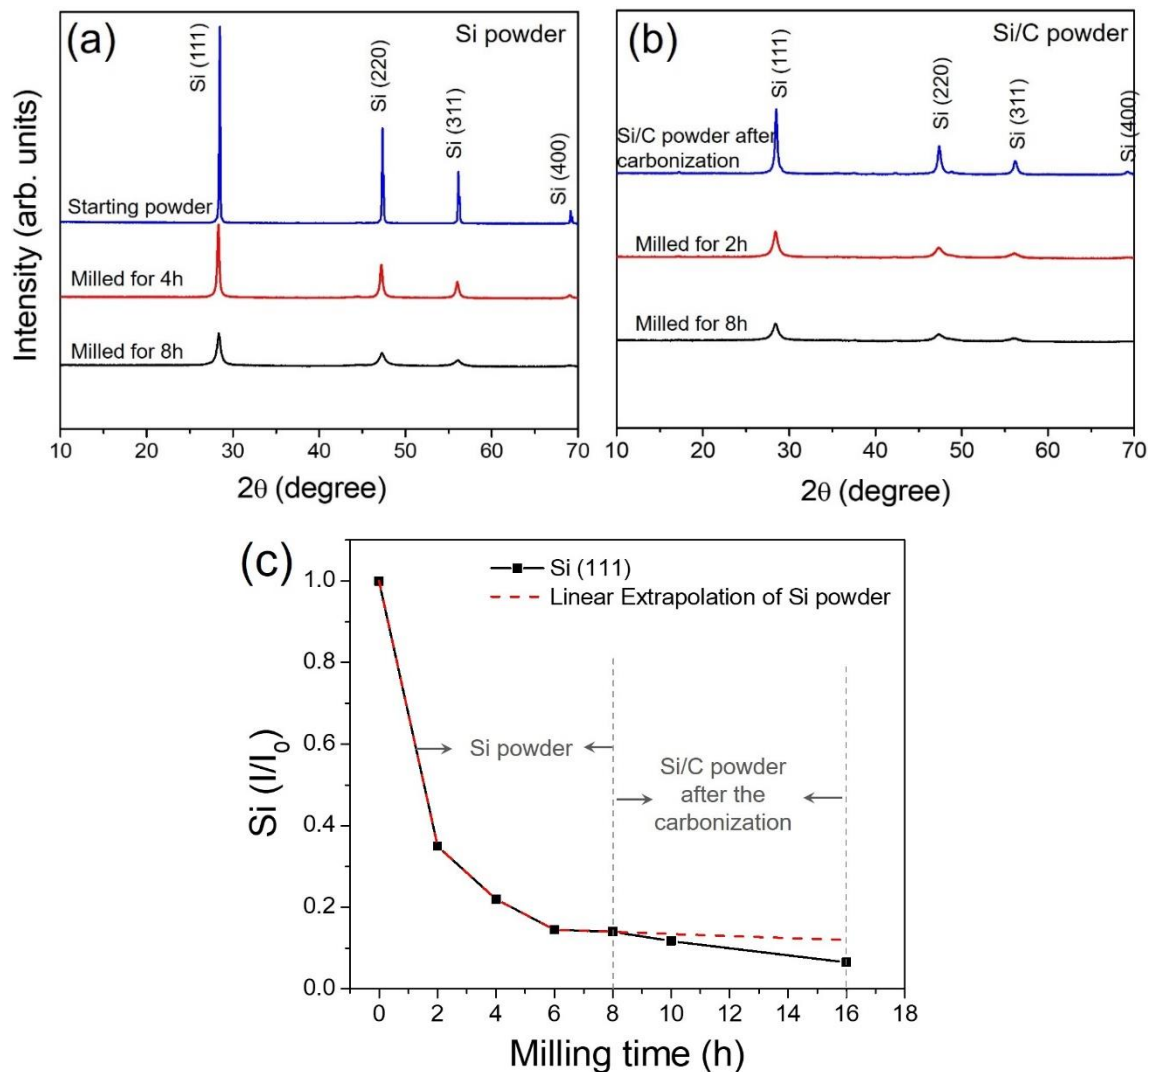 (a)
Si powder
Si (111)
Si (220)
Si (311)
Si (400)
Starting powder
Milled for 4h
Milled for 8h
Intensity (arb. units)
10 20 30 40 50 60 70
2θ (degree)
(b)
Si/C powder
Si (111)
Si (220)
Si (311)
Si (400)
Si/C powder after
carbonization
Milled for 2h
Milled for 8h
10 20 30 40 50 60 70
2θ (degree)
(c)
Si (111)
Linear Extrapolation of Si powder
1.0
0.8
0.6
0.4
0.2
0.0
Si (I/I0)
Si powder
Si/C powder
after the
carbonization
0 2 4 6 8 10 12 14 16 18
Milling time (h)